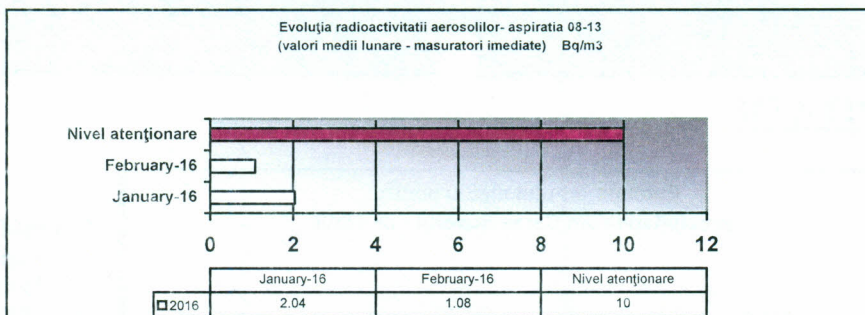 Evoluţia radioactivitatii aerosolilor- aspiratia 08-13
(valori medii lunare - masuratori imediate) Bq/m3
Nivel atenţionare
February-16
January-16
0 2 4 6 8 10 12
January-16 February-16 Nivel atenţionare
2016 2.04 1.08 10